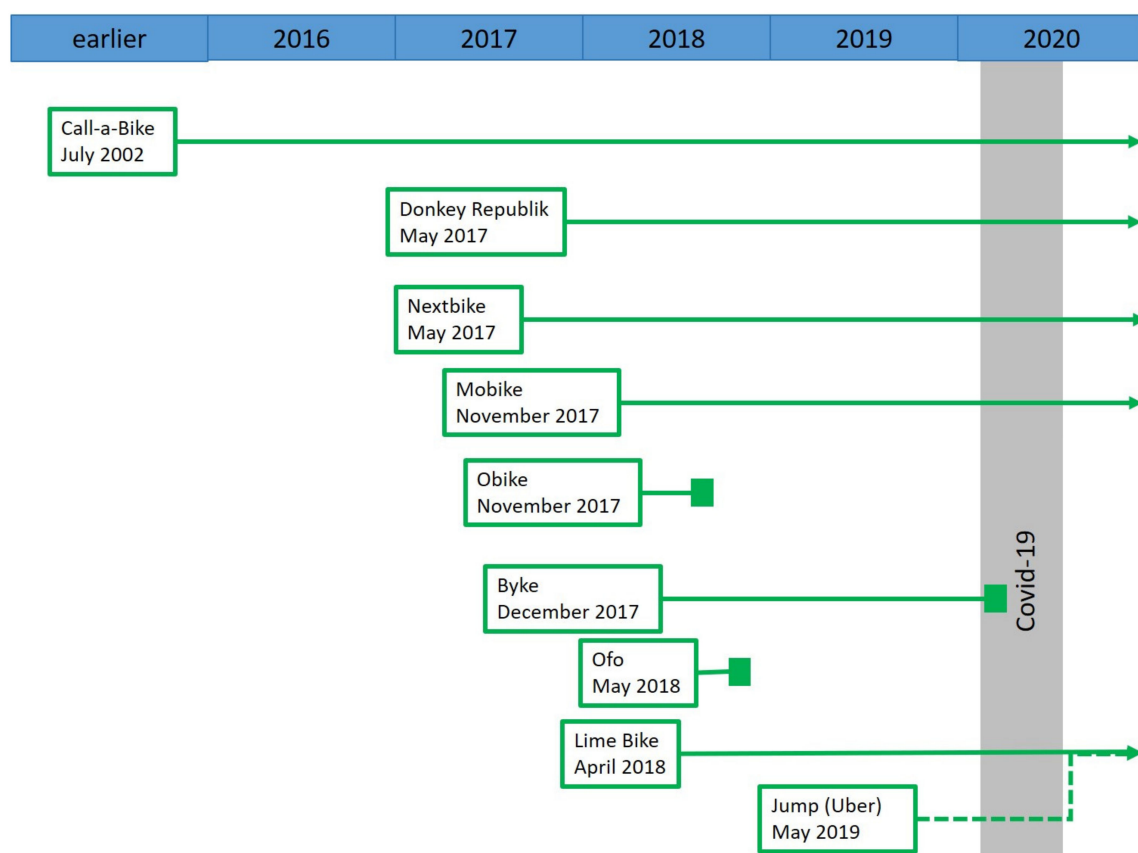 earlier 2016 2017 2018 2019 2020
Call-a-Bike
July 2002
Donkey Republik
May 2017
Nextbike
May 2017
Mobike
November 2017
Obike
November 2017
Byke
December 2017
Covid-19
Ofo
May 2018
Lime Bike
April 2018
Jump (Uber)
May 2019